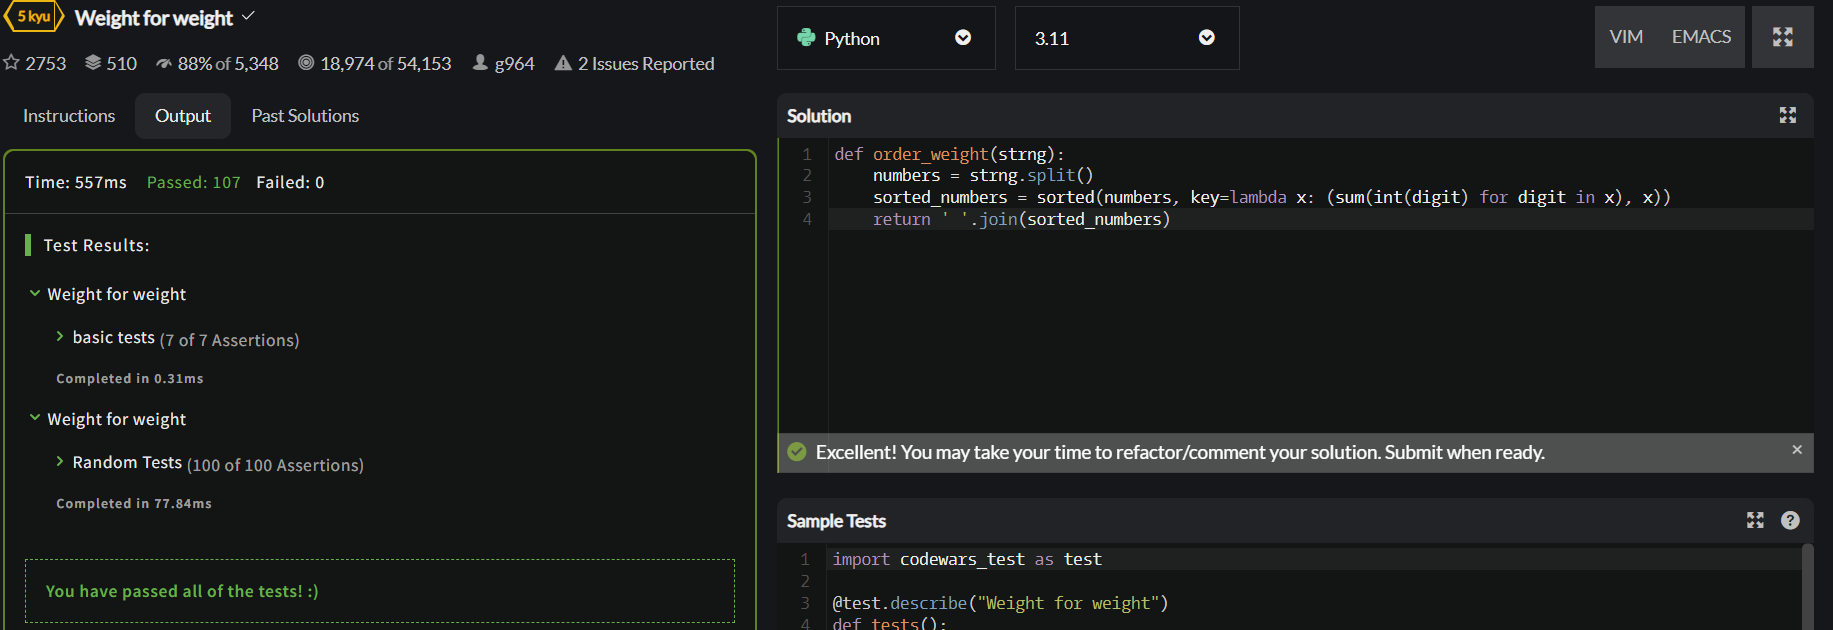 5 kyu Weight for weight
2753 510 88% of 5,348 18,974 of 54,153 g964 2 Issues Reported
Instructions Output Past Solutions
Time: 557ms Passed: 107 Failed: 0
Test Results:
Weight for weight
basic tests (7 of 7 Assertions)
Completed in 0.31ms
Weight for weight
Random Tests (100 of 100 Assertions)
Completed in 77.84ms
You have passed all of the tests! :)
Python 3.11 VIM EMACS
Solution
1 def order_weight(strng):
2 numbers = strng.split()
3 sorted_numbers = sorted(numbers, key=lambda x: (sum(int(digit) for digit in x), x))
4 return ' '.join(sorted_numbers)
Excellent! You may take your time to refactor/comment your solution. Submit when ready. ×
Sample Tests ?
1 import codewars_test as test
2
3 @test.describe("Weight for weight")
4 def tests():